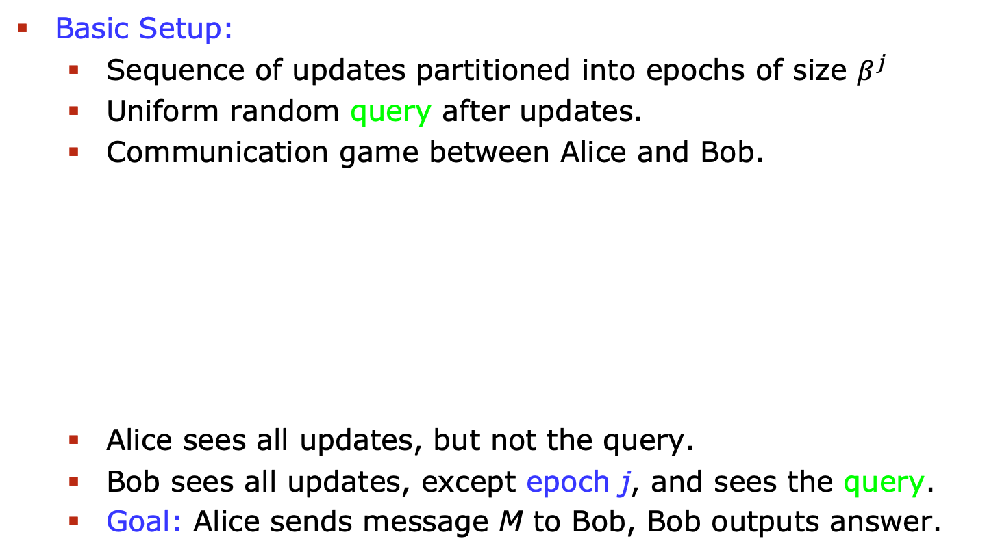 ▪ Basic Setup:
▪ Sequence of updates partitioned into epochs of size β^j
▪ Uniform random query after updates.
▪ Communication game between Alice and Bob.
▪ Alice sees all updates, but not the query.
▪ Bob sees all updates, except epoch j, and sees the query.
▪ Goal: Alice sends message M to Bob, Bob outputs answer.